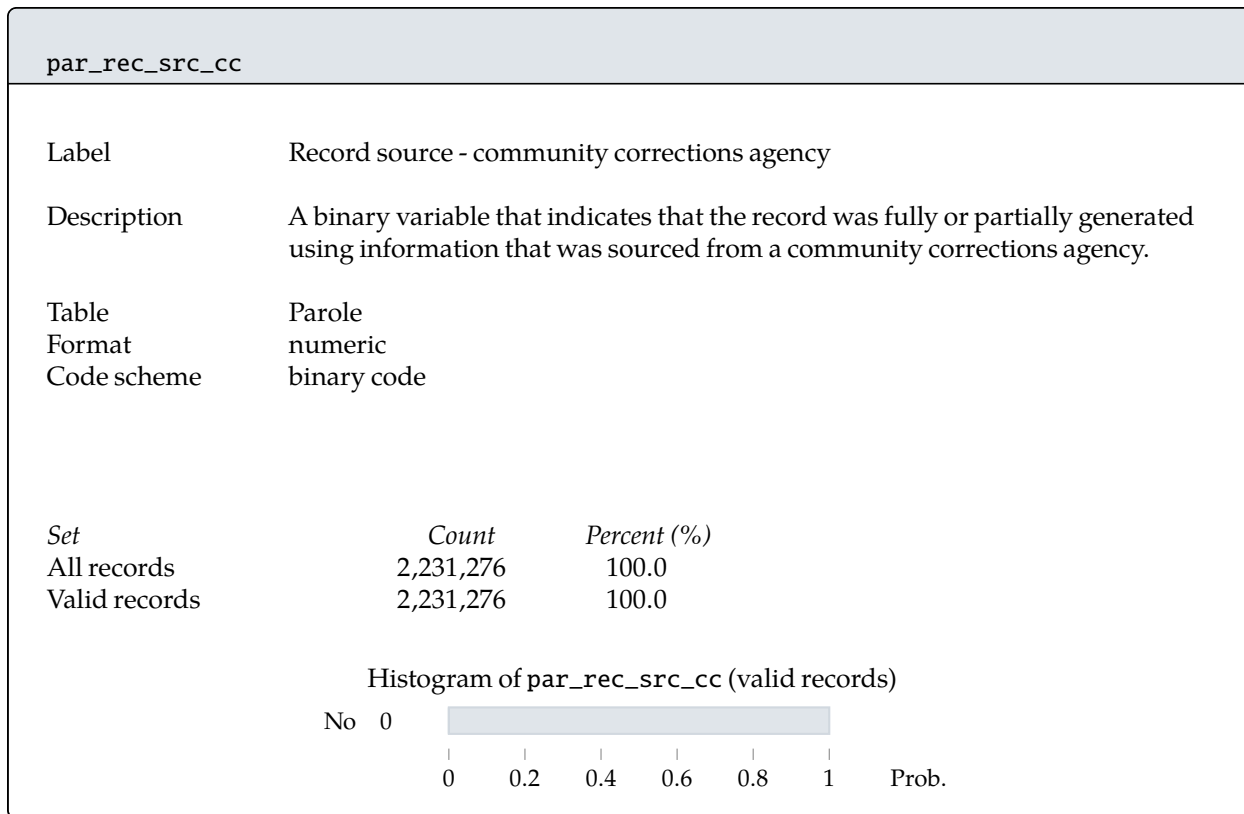 par_rec_src_cc
Label Record source - community corrections agency
Description A binary variable that indicates that the record was fully or partially generated
using information that was sourced from a community corrections agency.
Table Parole
Format numeric
Code scheme binary code
Set Count Percent (%)
All records 2,231,276 100.0
Valid records 2,231,276 100.0
Histogram of par_rec_src_cc (valid records)
No 0
0 0.2 0.4 0.6 0.8 1 Prob.